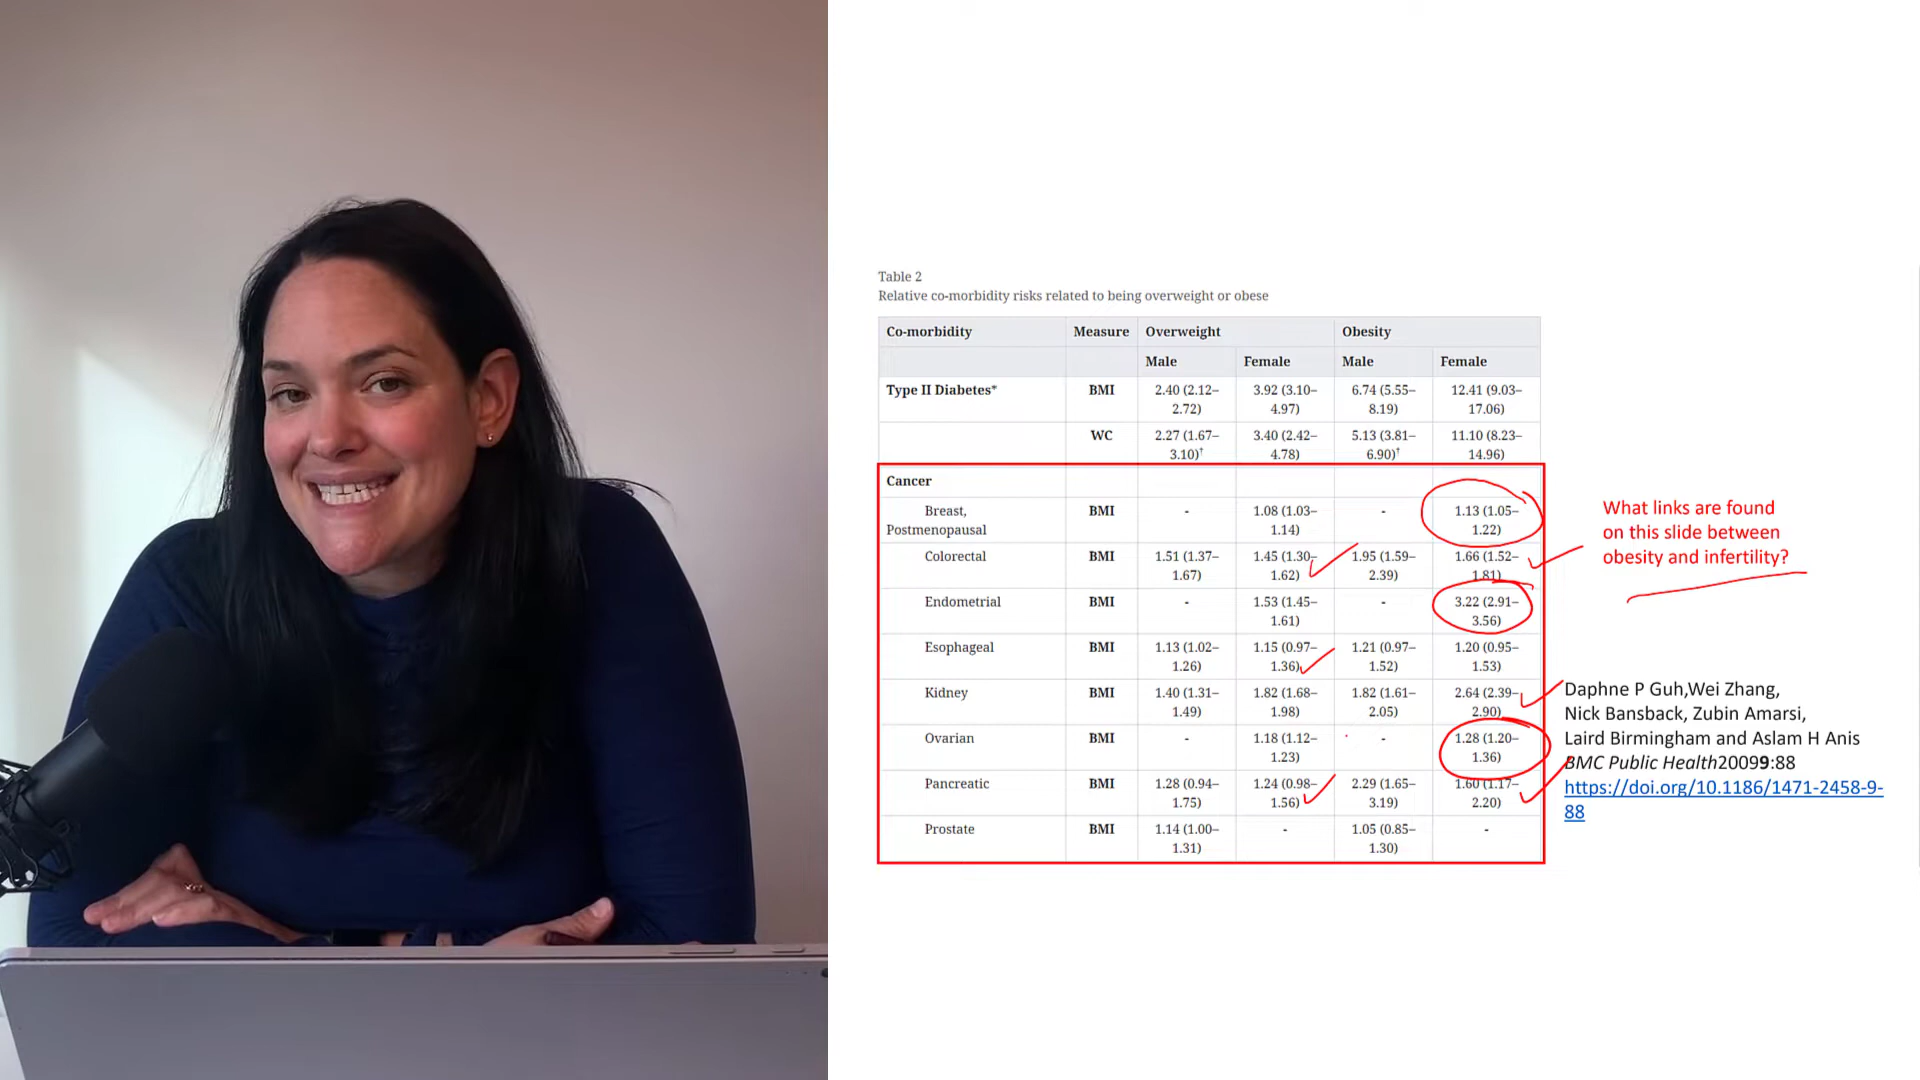 Table 2
Relative co-morbidity risks related to being overweight or obese
Co-morbidity Measure Overweight Obesity
Male Female Male Female
Type II Diabetes* BMI 2.40 (2.12– 3.92 (3.10– 6.74 (5.55– 12.41 (9.03–
2.72) 4.97) 8.19) 17.06)
WC 2.27 (1.67– 3.40 (2.42– 5.13 (3.81– 11.10 (8.23–
3.10)† 4.78) 6.90)† 14.96)
Cancer
Breast, BMI - 1.08 (1.03– - 1.13 (1.05–
Postmenopausal 1.14) 1.22)
Colorectal BMI 1.51 (1.37– 1.45 (1.30– 1.95 (1.59– 1.66 (1.52–
1.67) 1.62) 2.39) 1.81)
Endometrial BMI - 1.53 (1.45– - 3.22 (2.91–
1.61) 3.56)
Esophageal BMI 1.13 (1.02– 1.15 (0.97– 1.21 (0.97– 1.20 (0.95–
1.26) 1.36) 1.52) 1.53)
Kidney BMI 1.40 (1.31– 1.82 (1.68– 1.82 (1.61– 2.64 (2.39–
1.49) 1.98) 2.05) 2.90)
Ovarian BMI - 1.18 (1.12– - 1.28 (1.20–
1.23) 1.36)
Pancreatic BMI 1.28 (0.94– 1.24 (0.98– 2.29 (1.65– 1.60 (1.17–
1.75) 1.56) 3.19) 2.20)
Prostate BMI 1.14 (1.00– - 1.05 (0.85– -
1.31) 1.30)
What links are found
on this slide between
obesity and infertility?
Daphne P Guh,Wei Zhang,
Nick Bansback, Zubin Amarsi,
Laird Birmingham and Aslam H Anis
BMC Public Health20099:88
https://doi.org/10.1186/1471-2458-9-
88